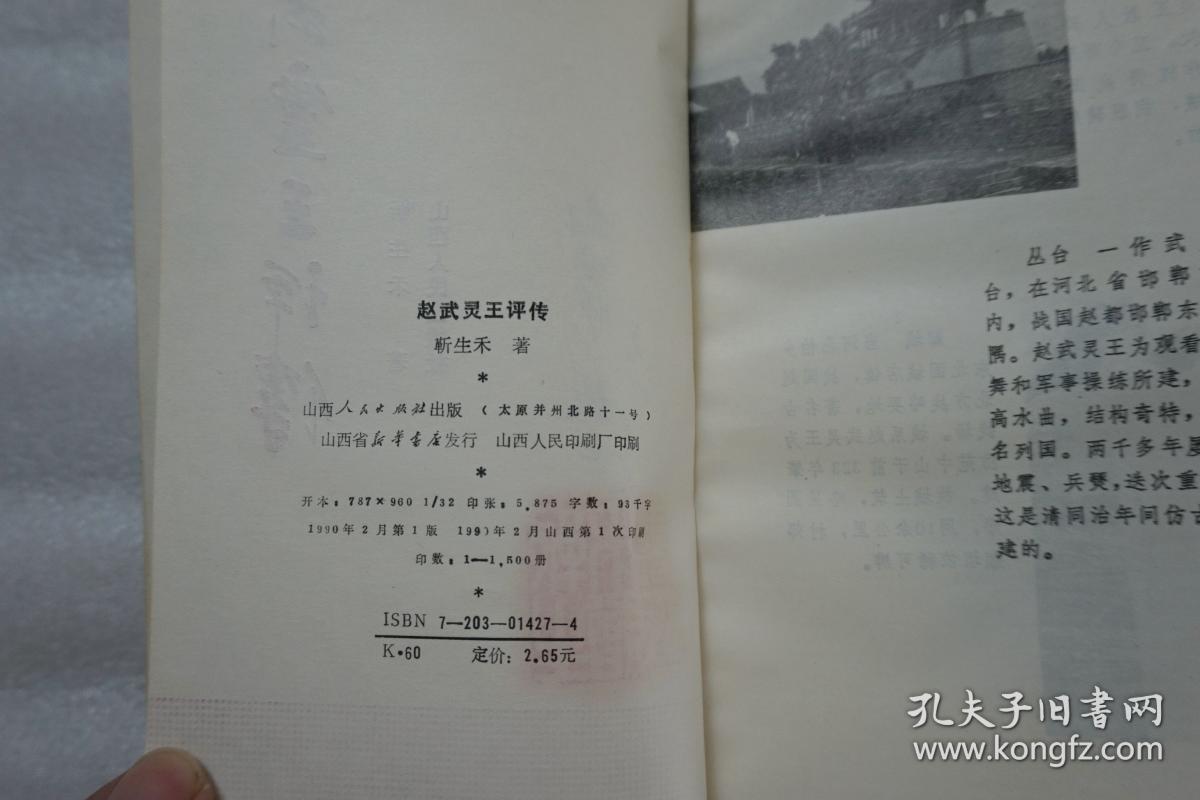 赵武灵王评传
靳生禾 著
*
山西人民出版社出版 (太原并州北路十一号)
山西省新华书店发行 山西人民印刷厂印刷
*
开本:787×960 1/32 印张:5.875 字数:93千字
1990年2月第1版 1990年2月山西第1次印刷
印数:1—1,500册
*
ISBN 7—203—01427—4
K·60 定价:2.65元
丛台 一作武
台,在河北省邯郸
内,战国赵都邯郸东
隅。赵武灵王为观看
舞和军事操练所建,
高水曲,结构奇特,
名列国。两千多年屡
地震、兵燹,迭次重
这是清同治年间仿古
建的。
孔夫子旧书网
www.kongfz.com